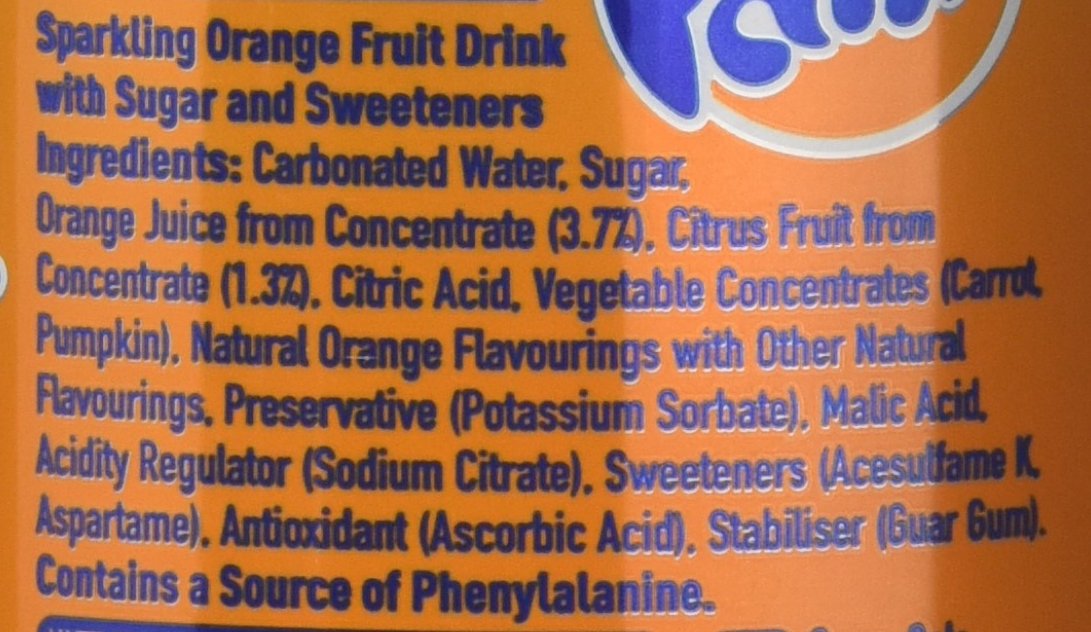 Sparkling Orange Fruit Drink
with Sugar and Sweeteners
Ingredients: Carbonated Water, Sugar,
Orange Juice from Concentrate (3.7%), Citrus Fruit from
Concentrate (1.3%), Citric Acid, Vegetable Concentrates (Carrot,
Pumpkin), Natural Orange Flavourings with Other Natural
Flavourings, Preservative (Potassium Sorbate), Malic Acid,
Acidity Regulator (Sodium Citrate), Sweeteners (Acesulfame K,
Aspartame), Antioxidant (Ascorbic Acid), Stabiliser (Guar Gum).
Contains a Source of Phenylalanine.